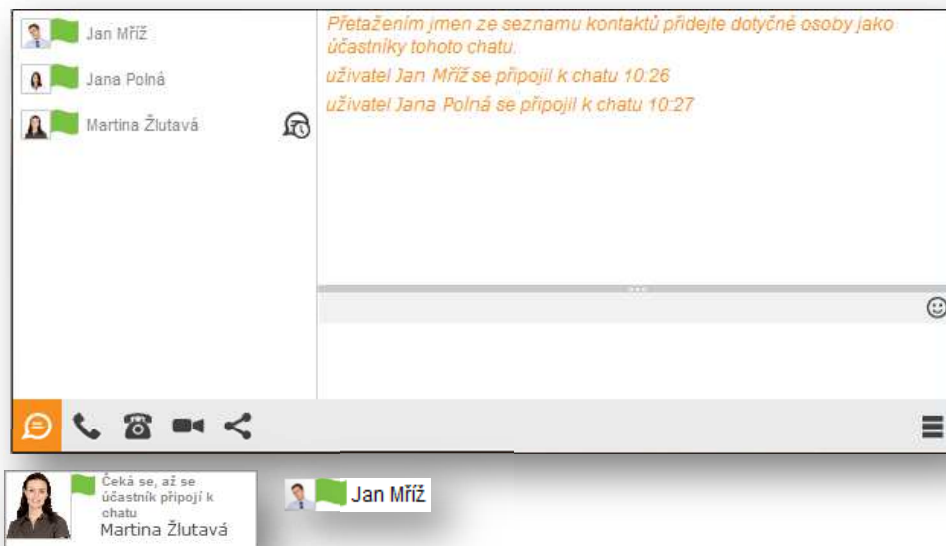 Jan Mříž
Jana Polná
Martina Žlutavá
Přetažením jmen ze seznamu kontaktů přidejte dotyčné osoby jako
účastníky tohoto chatu.
uživatel Jan Mříž se připojil k chatu 10:26
uživatel Jana Polná se připojil k chatu 10:27
Čeká se, až se
účastník připojí k
chatu
Martina Žlutavá
Jan Mříž